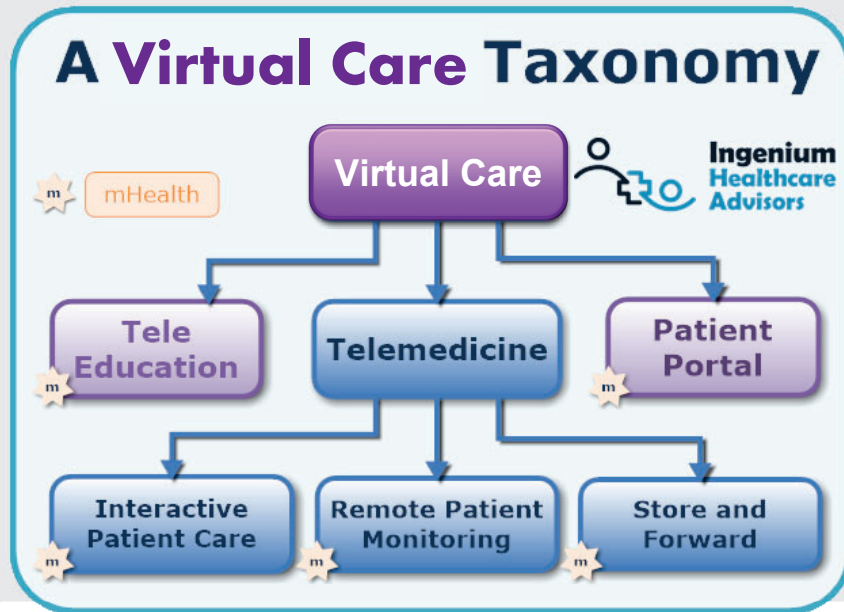 A Virtual Care Taxonomy
m
mHealth
Virtual Care
Ingenium
Healthcare
Advisors
Tele
Education
m
Telemedicine
Patient
Portal
m
Interactive
Patient Care
m
Remote Patient
Monitoring
m
Store and
Forward
m